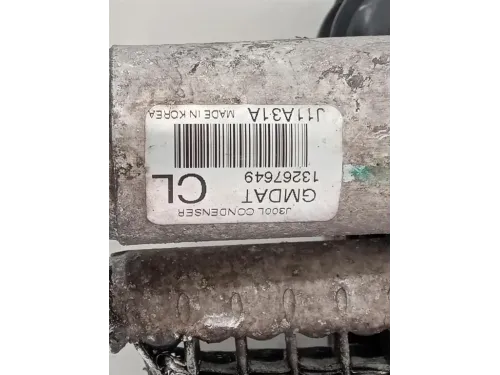 J300L CONDENSER
GMDAT
13267649
CL
J11A31A
MADE IN KOREA